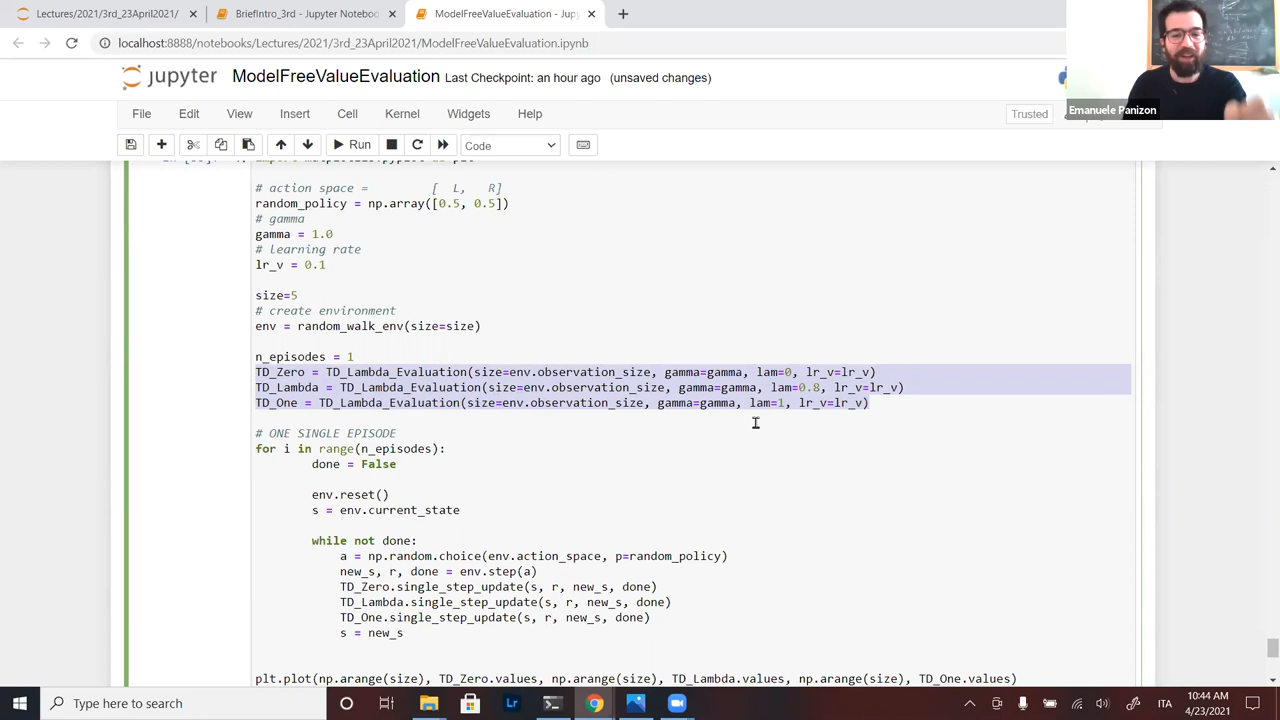 Lectures/2021/3rd_23April2021/
BriefIntro_3rd - Jupyter Notebo
ModelFreeValueEvaluation - Jup
localhost:8888/notebooks/Lectures/2021/3rd_23April2021/ModelFreeValueEvaluation.ipynb
jupyter ModelFreeValueEvaluation Last Checkpoint: an hour ago (unsaved changes)
Emanuele Panizon
File Edit View Insert Cell Kernel Widgets Help
Trusted
Run
Code
# action space = [ L, R]
random_policy = np.array([0.5, 0.5])
# gamma
gamma = 1.0
# learning rate
lr_v = 0.1
size=5
# create environment
env = random_walk_env(size=size)
n_episodes = 1
TD_Zero = TD_Lambda_Evaluation(size=env.observation_size, gamma=gamma, lam=0, lr_v=lr_v)
TD_Lambda = TD_Lambda_Evaluation(size=env.observation_size, gamma=gamma, lam=0.8, lr_v=lr_v)
TD_One = TD_Lambda_Evaluation(size=env.observation_size, gamma=gamma, lam=1, lr_v=lr_v)
# ONE SINGLE EPISODE
for i in range(n_episodes):
done = False
env.reset()
s = env.current_state
while not done:
a = np.random.choice(env.action_space, p=random_policy)
new_s, r, done = env.step(a)
TD_Zero.single_step_update(s, r, new_s, done)
TD_Lambda.single_step_update(s, r, new_s, done)
TD_One.single_step_update(s, r, new_s, done)
s = new_s
plt.plot(np.arange(size), TD_Zero.values, np.arange(size), TD_Lambda.values, np.arange(size), TD_One.values)
Type here to search
ITA
10:44 AM
4/23/2021